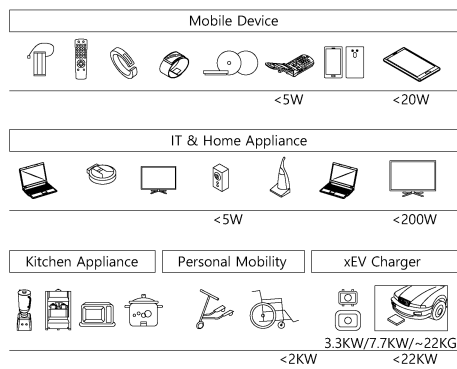 Mobile Device
<5W
<20W
IT & Home Appliance
<5W
<200W
Kitchen Appliance
Personal Mobility
xEV Charger
3.3KW/7.7KW/~22KG
<2KW
<22KW